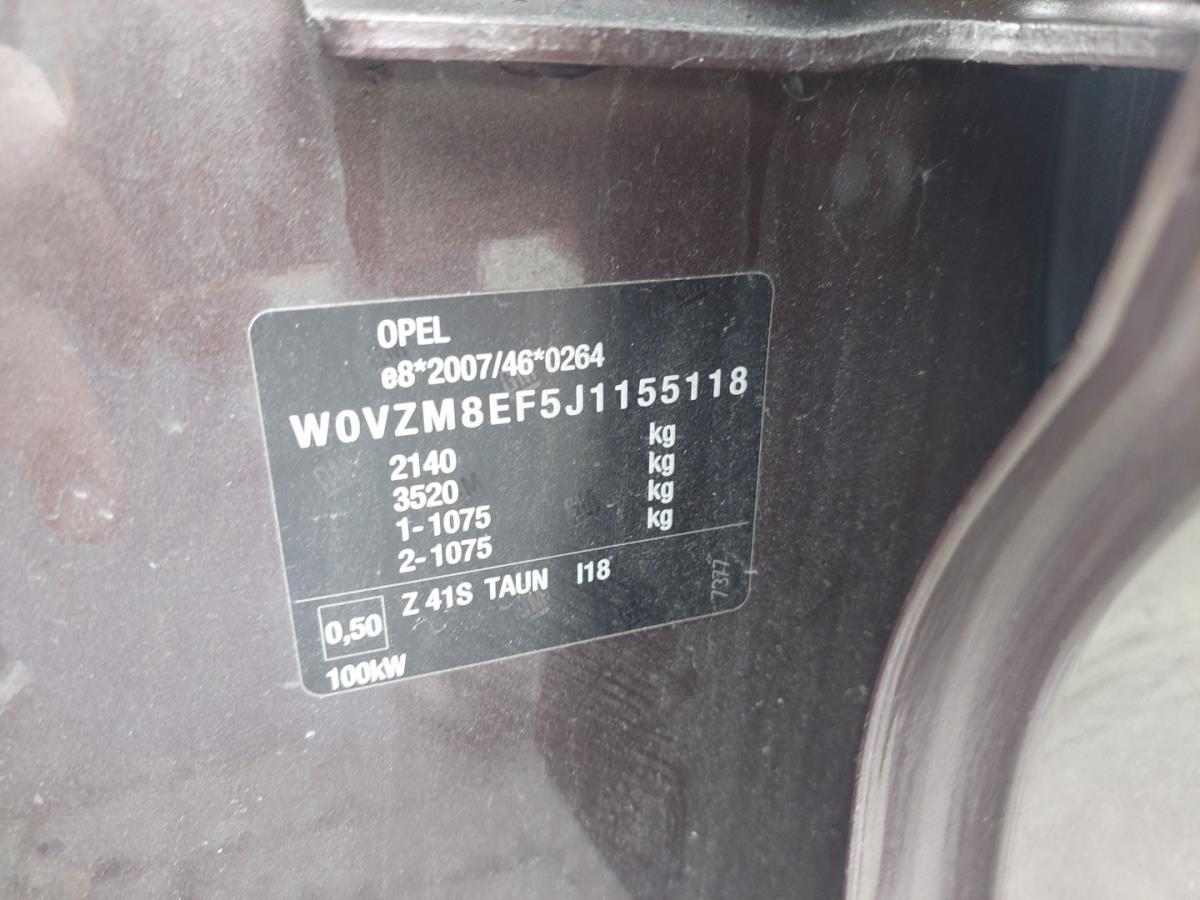 OPEL
e8*2007/46*0264
W0VZM8EF5J1155118
2140 kg
3520 kg
1-1075 kg
2-1075 kg
Z 41S TAUN I18
0,50
100kW
7377